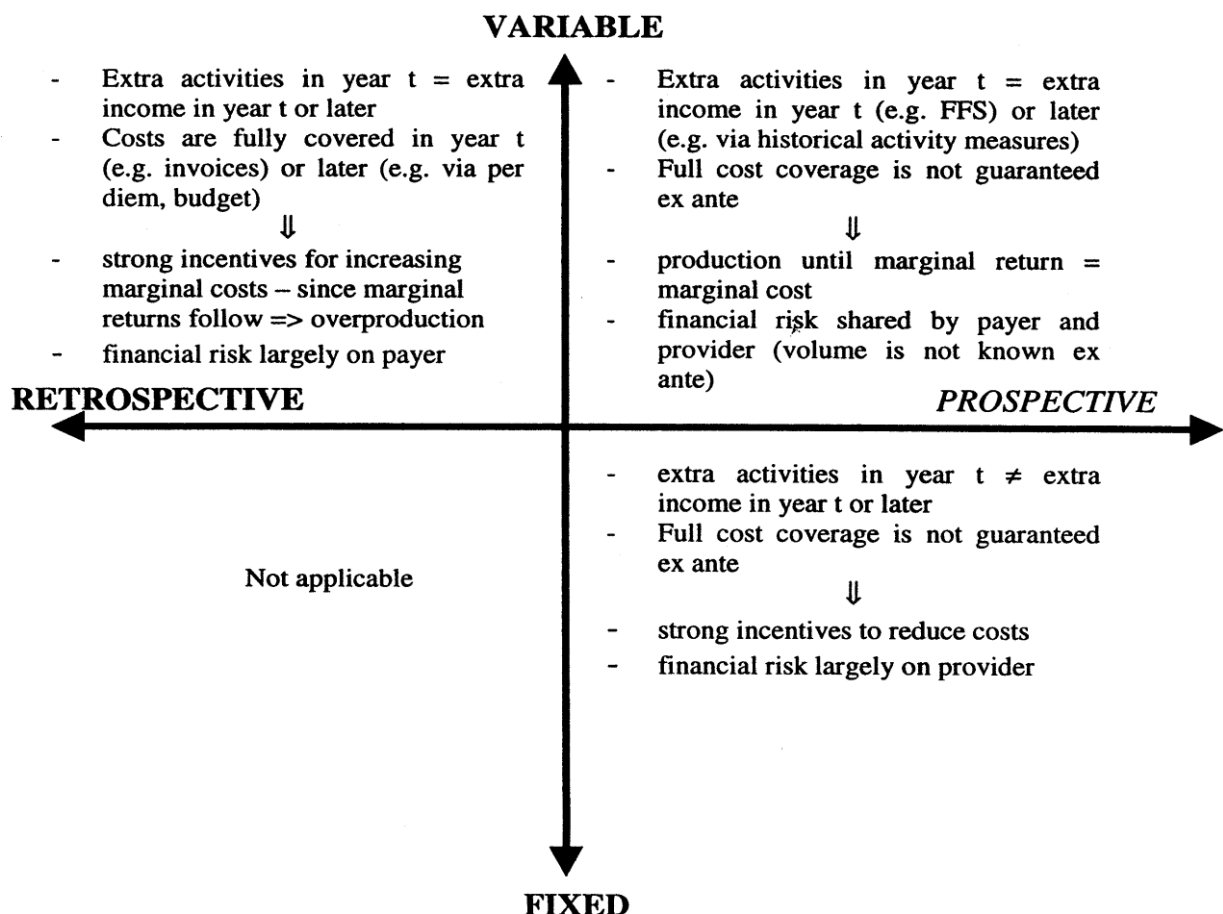 VARIABLE
- Extra activities in year t = extra
income in year t or later
- Costs are fully covered in year t
(e.g. invoices) or later (e.g. via per
diem, budget)
⇓
- strong incentives for increasing
marginal costs – since marginal
returns follow => overproduction
- financial risk largely on payer
- Extra activities in year t = extra
income in year t (e.g. FFS) or later
(e.g. via historical activity measures)
- Full cost coverage is not guaranteed
ex ante
⇓
- production until marginal return =
marginal cost
- financial risk shared by payer and
provider (volume is not known ex
ante)
RETROSPECTIVE
PROSPECTIVE
Not applicable
- extra activities in year t ≠ extra
income in year t or later
- Full cost coverage is not guaranteed
ex ante
⇓
- strong incentives to reduce costs
- financial risk largely on provider
FIXED